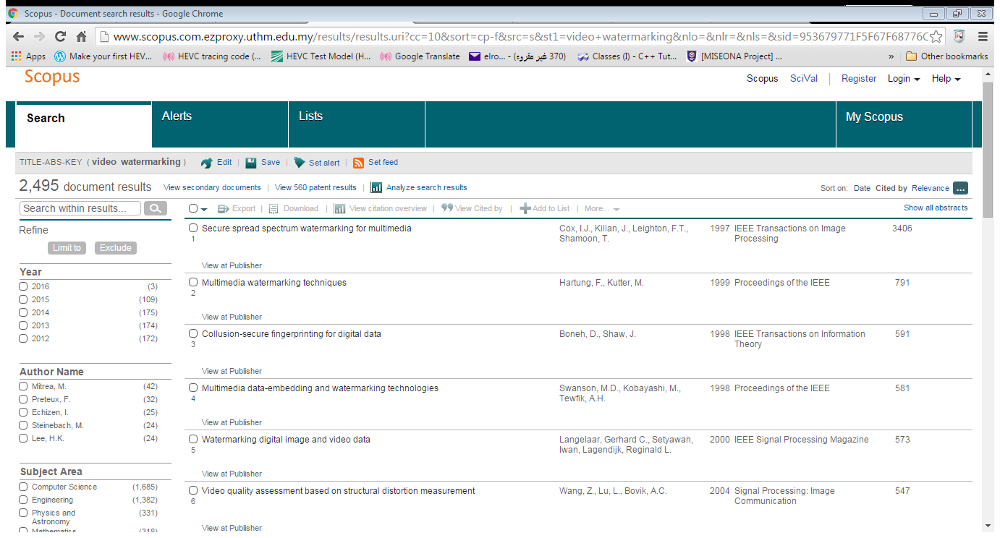 Scopus - Document search results - Google Chrome
www.scopus.com.ezproxy.uthm.edu.my/results/results.uri?cc=10&sort=cp-f&src=s&st1=video+watermarking&nlo=&nlr=&nls=&sid=953679771F5F67F68776C
Apps Make your first HEV... HEVC tracing code (... HEVC Test Model (H... Google Translate elro... - (370 غير مقروء) Classes (I) - C++ Tut... [MISEONA Project] ... » Other bookmarks
Scopus
Scopus SciVal Register Login Help
Search Alerts Lists My Scopus
TITLE-ABS-KEY ( video watermarking ) Edit | Save | Set alert | Set feed
2,495 document results View secondary documents | View 560 patent results | Analyze search results Sort on: Date Cited by Relevance ...
Search within results...
Export | Download | View citation overview | View Cited by | Add to List | More... Show all abstracts
Refine
Limit to Exclude
Year
2016 (3)
2015 (109)
2014 (175)
2013 (174)
2012 (172)
Author Name
Mitrea, M. (42)
Preteux, F. (32)
Echizen, I. (25)
Steinebach, M. (24)
Lee, H.K. (24)
Subject Area
Computer Science (1,685)
Engineering (1,382)
Physics and (331)
Astronomy
Mathematics (318)
Secure spread spectrum watermarking for multimedia Cox, I.J., Kilian, J., Leighton, F.T., 1997 IEEE Transactions on Image 3406
1 Shamoon, T. Processing
View at Publisher
Multimedia watermarking techniques Hartung, F., Kutter, M. 1999 Proceedings of the IEEE 791
2
View at Publisher
Collusion-secure fingerprinting for digital data Boneh, D., Shaw, J. 1998 IEEE Transactions on Information 591
3 Theory
View at Publisher
Multimedia data-embedding and watermarking technologies Swanson, M.D., Kobayashi, M., 1998 Proceedings of the IEEE 581
4 Tewfik, A.H.
View at Publisher
Watermarking digital image and video data Langelaar, Gerhard C., Setyawan, 2000 IEEE Signal Processing Magazine 573
5 Iwan, Lagendijk, Reginald L.
View at Publisher
Video quality assessment based on structural distortion measurement Wang, Z., Lu, L., Bovik, A.C. 2004 Signal Processing: Image 547
6 Communication
View at Publisher